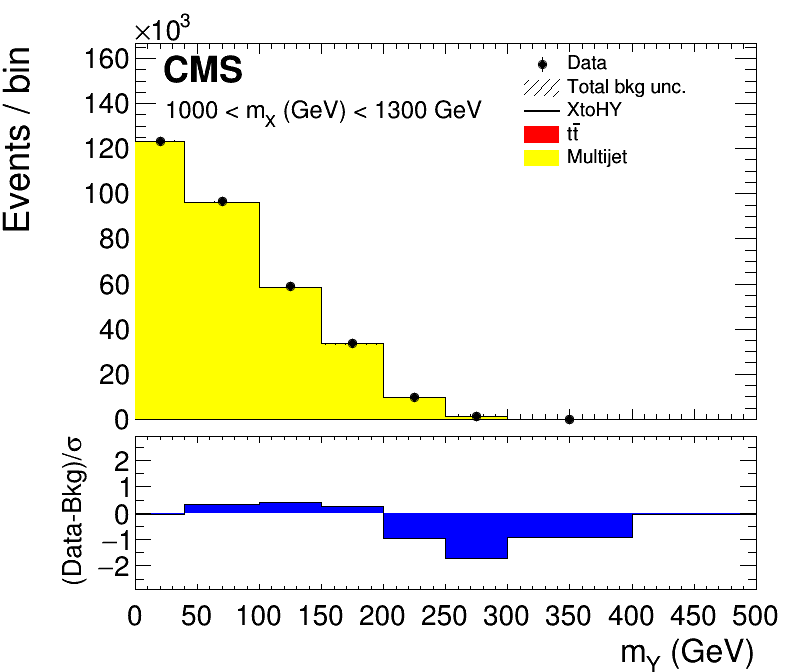 ×10³
Events / bin
160
140
120
100
80
60
40
20
0
CMS
1000 < m_X (GeV) < 1300 GeV
Data
Total bkg unc.
XtoHY
tt̄
Multijet
(Data-Bkg)/σ
2
1
0
−1
−2
0 50 100 150 200 250 300 350 400 450 500
m_Y (GeV)